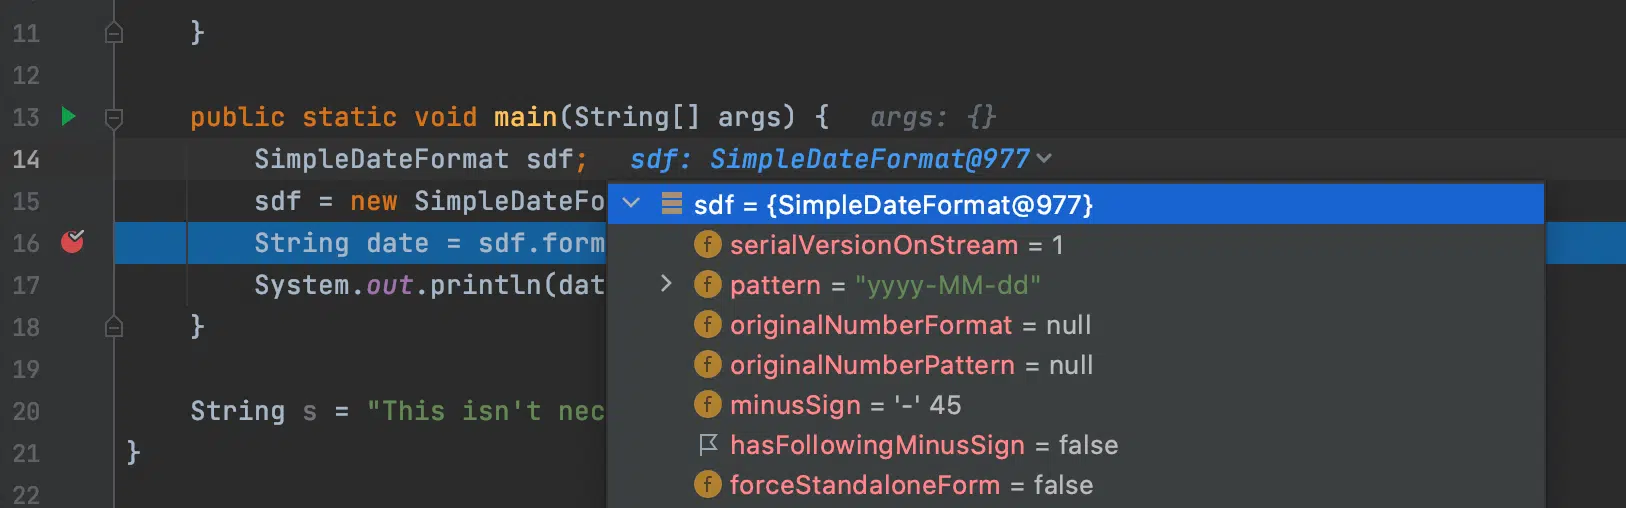 11 }
12
13 public static void main(String[] args) { args: {}
14 SimpleDateFormat sdf; sdf: SimpleDateFormat@977
15 sdf = new SimpleDateFo
16 String date = sdf.form
17 System.out.println(dat
18 }
19
20 String s = "This isn't nec
21 }
22
sdf = {SimpleDateFormat@977}
f serialVersionOnStream = 1
f pattern = "yyyy-MM-dd"
f originalNumberFormat = null
f originalNumberPattern = null
f minusSign = '-' 45
hasFollowingMinusSign = false
f forceStandaloneForm = false